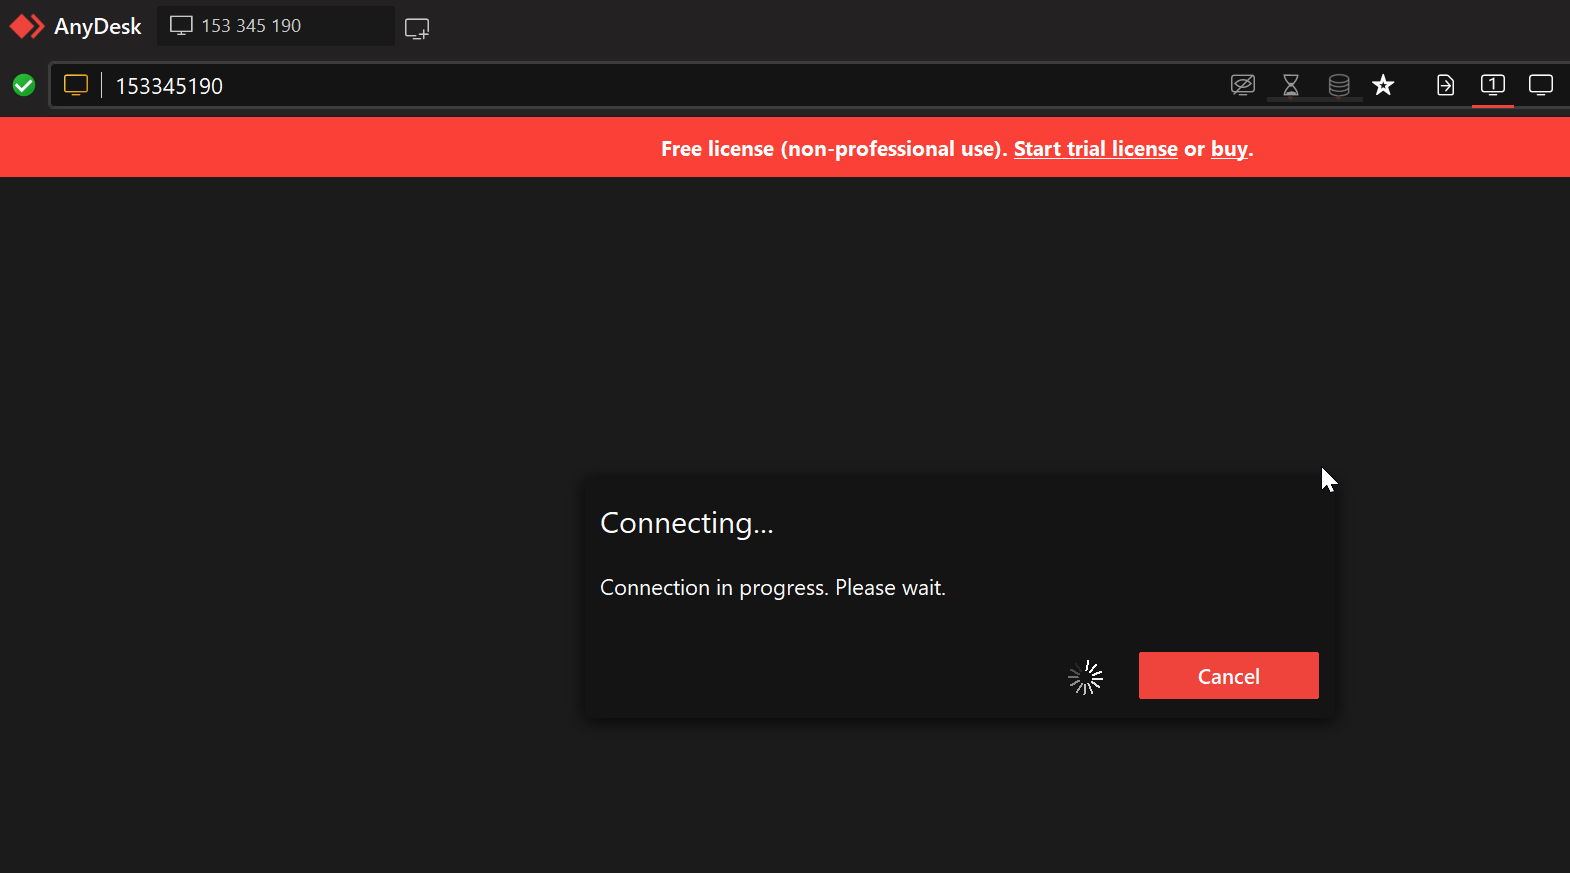 AnyDesk
153 345 190
153345190
1
Free license (non-professional use). Start trial license or buy.
Connecting...
Connection in progress. Please wait.
Cancel